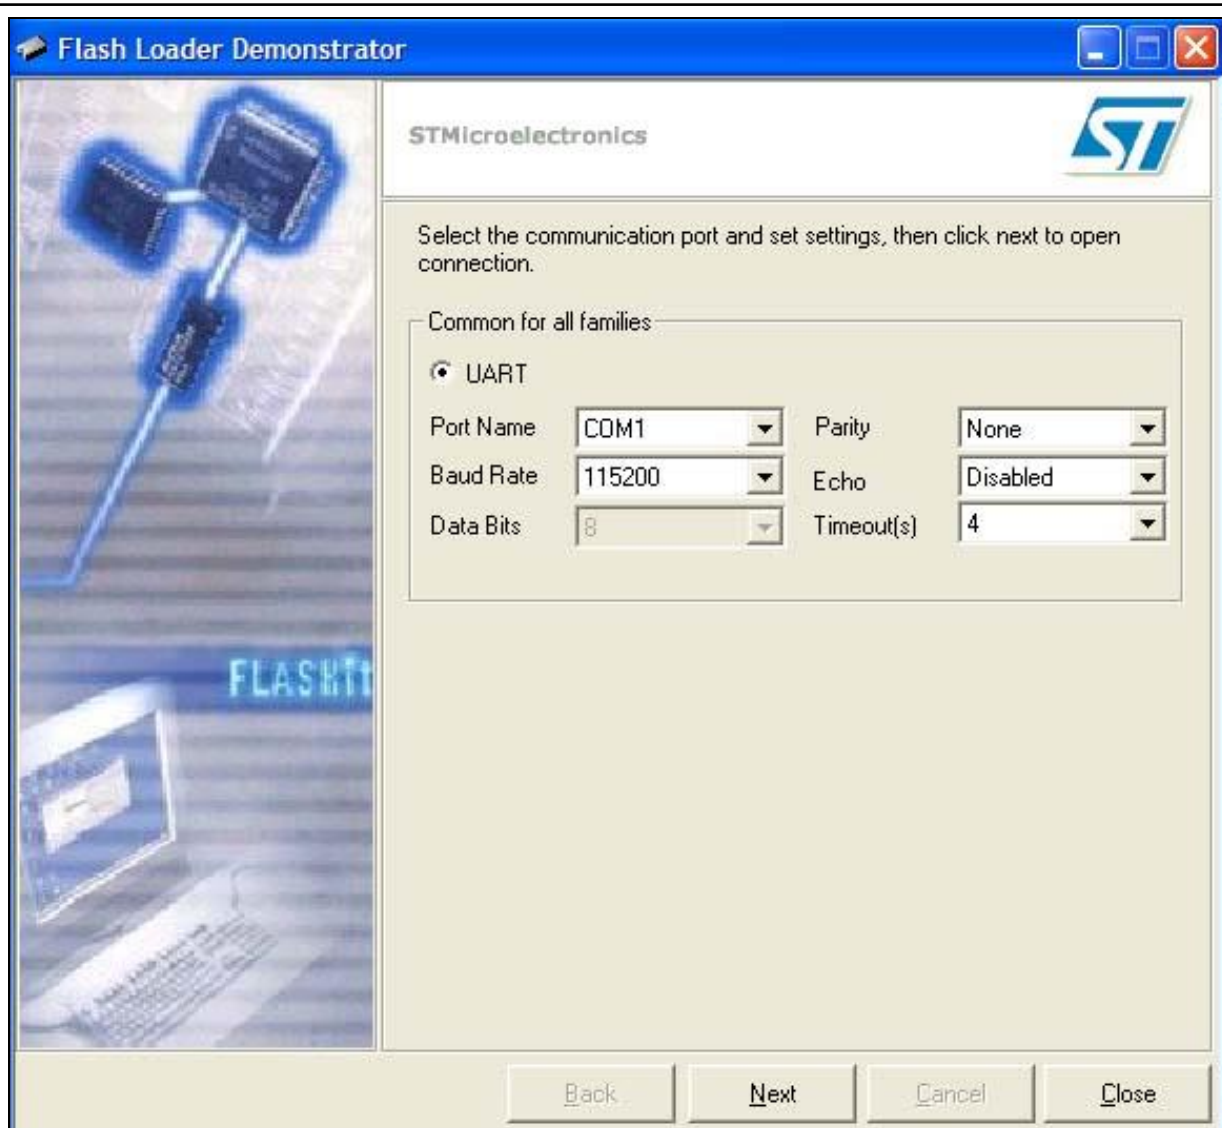 Flash Loader Demonstrator
STMicroelectronics
ST
Select the communication port and set settings, then click next to open
connection.
Common for all families
UART
Port Name COM1 Parity None
Baud Rate 115200 Echo Disabled
Data Bits 8 Timeout(s) 4
FLASHit
Back Next Cancel Close